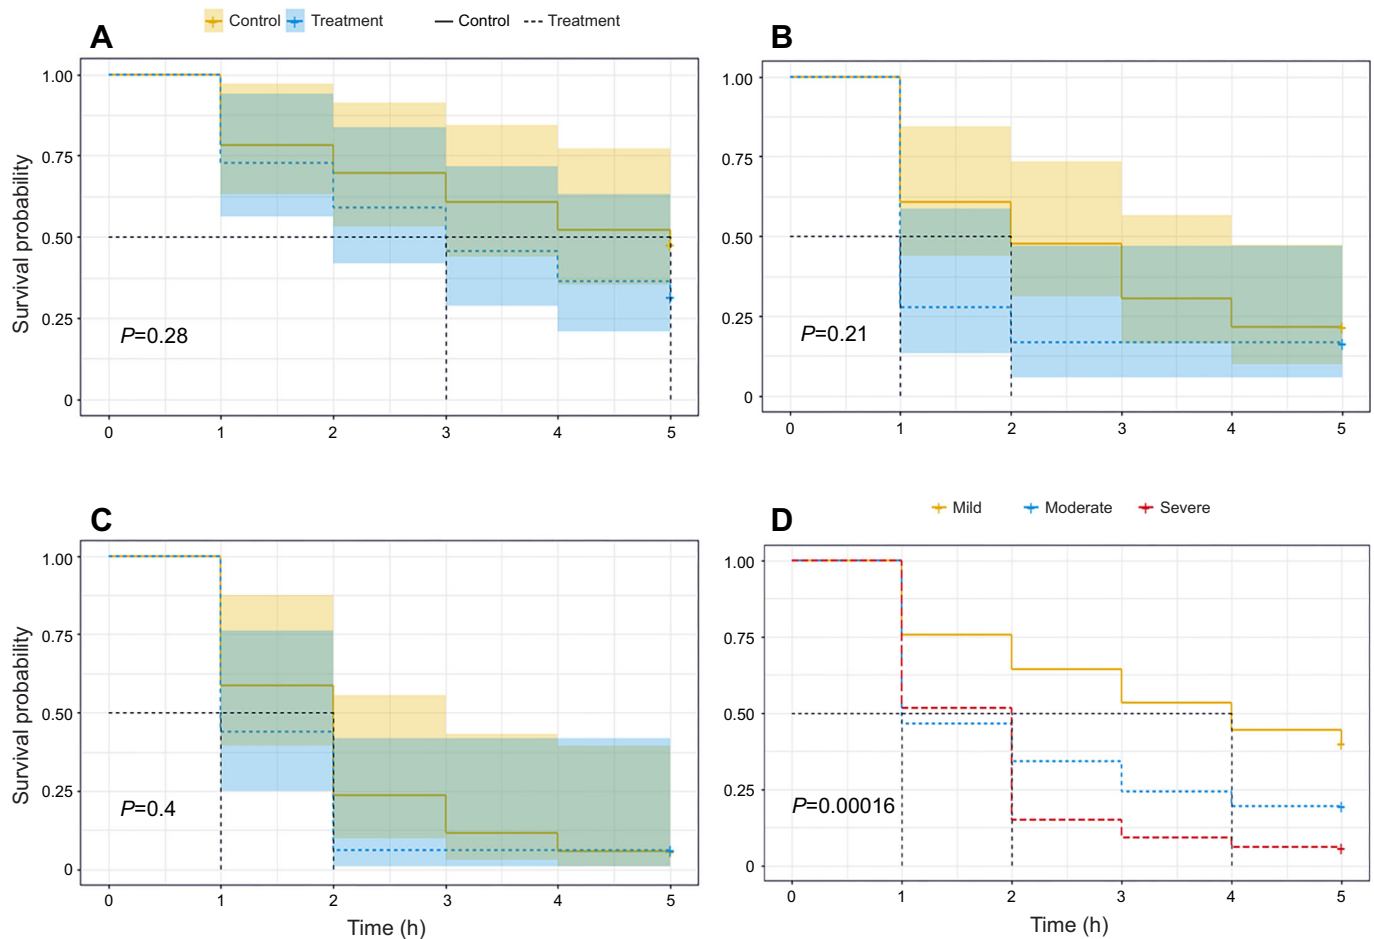 Control Treatment Control Treatment
A
Survival probability
1.00
0.75
0.50
0.25
0
P=0.28
0 1 2 3 4 5
B
1.00
0.75
0.50
0.25
0
P=0.21
0 1 2 3 4 5
C
Survival probability
1.00
0.75
0.50
0.25
0
P=0.4
0 1 2 3 4 5
Time (h)
Mild Moderate Severe
D
1.00
0.75
0.50
0.25
0
P=0.00016
0 1 2 3 4 5
Time (h)